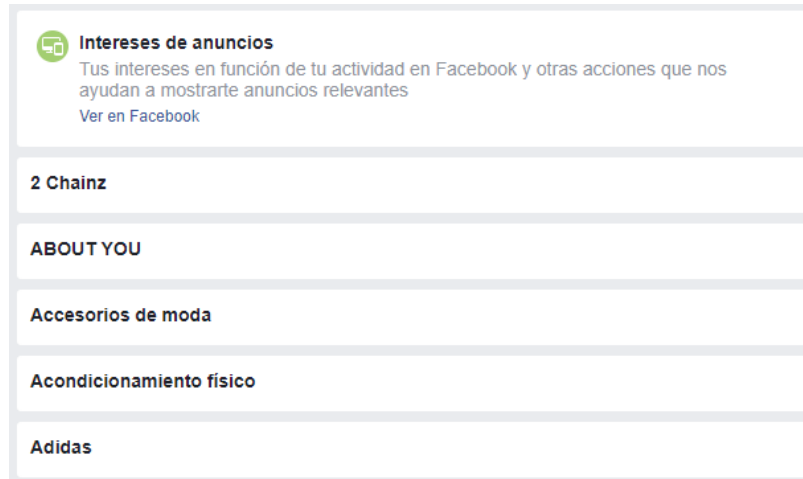 Intereses de anuncios
Tus intereses en función de tu actividad en Facebook y otras acciones que nos
ayudan a mostrarte anuncios relevantes
Ver en Facebook
2 Chainz
ABOUT YOU
Accesorios de moda
Acondicionamiento físico
Adidas